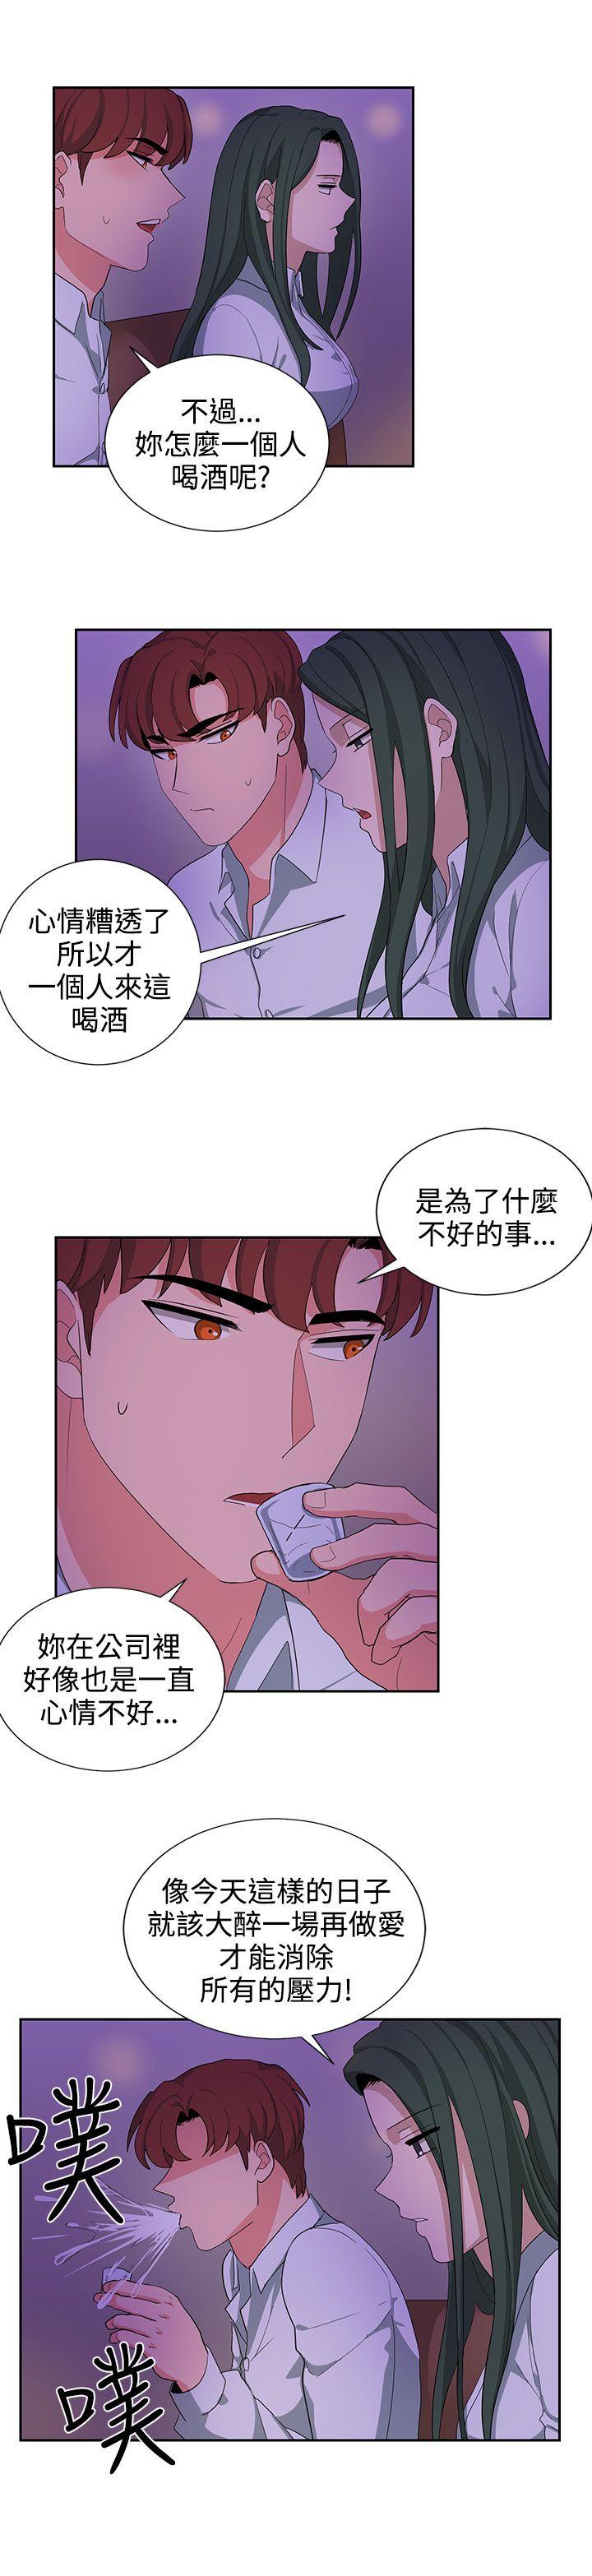 不過...
妳怎麼一個人
喝酒呢?
心情糟透了
所以才
一個人來這
喝酒
是為了什麼
不好的事...
妳在公司裡
好像也是一直
心情不好...
像今天這樣的日子
就該大醉一場再做愛
才能消除
所有的壓力!
噗
噗